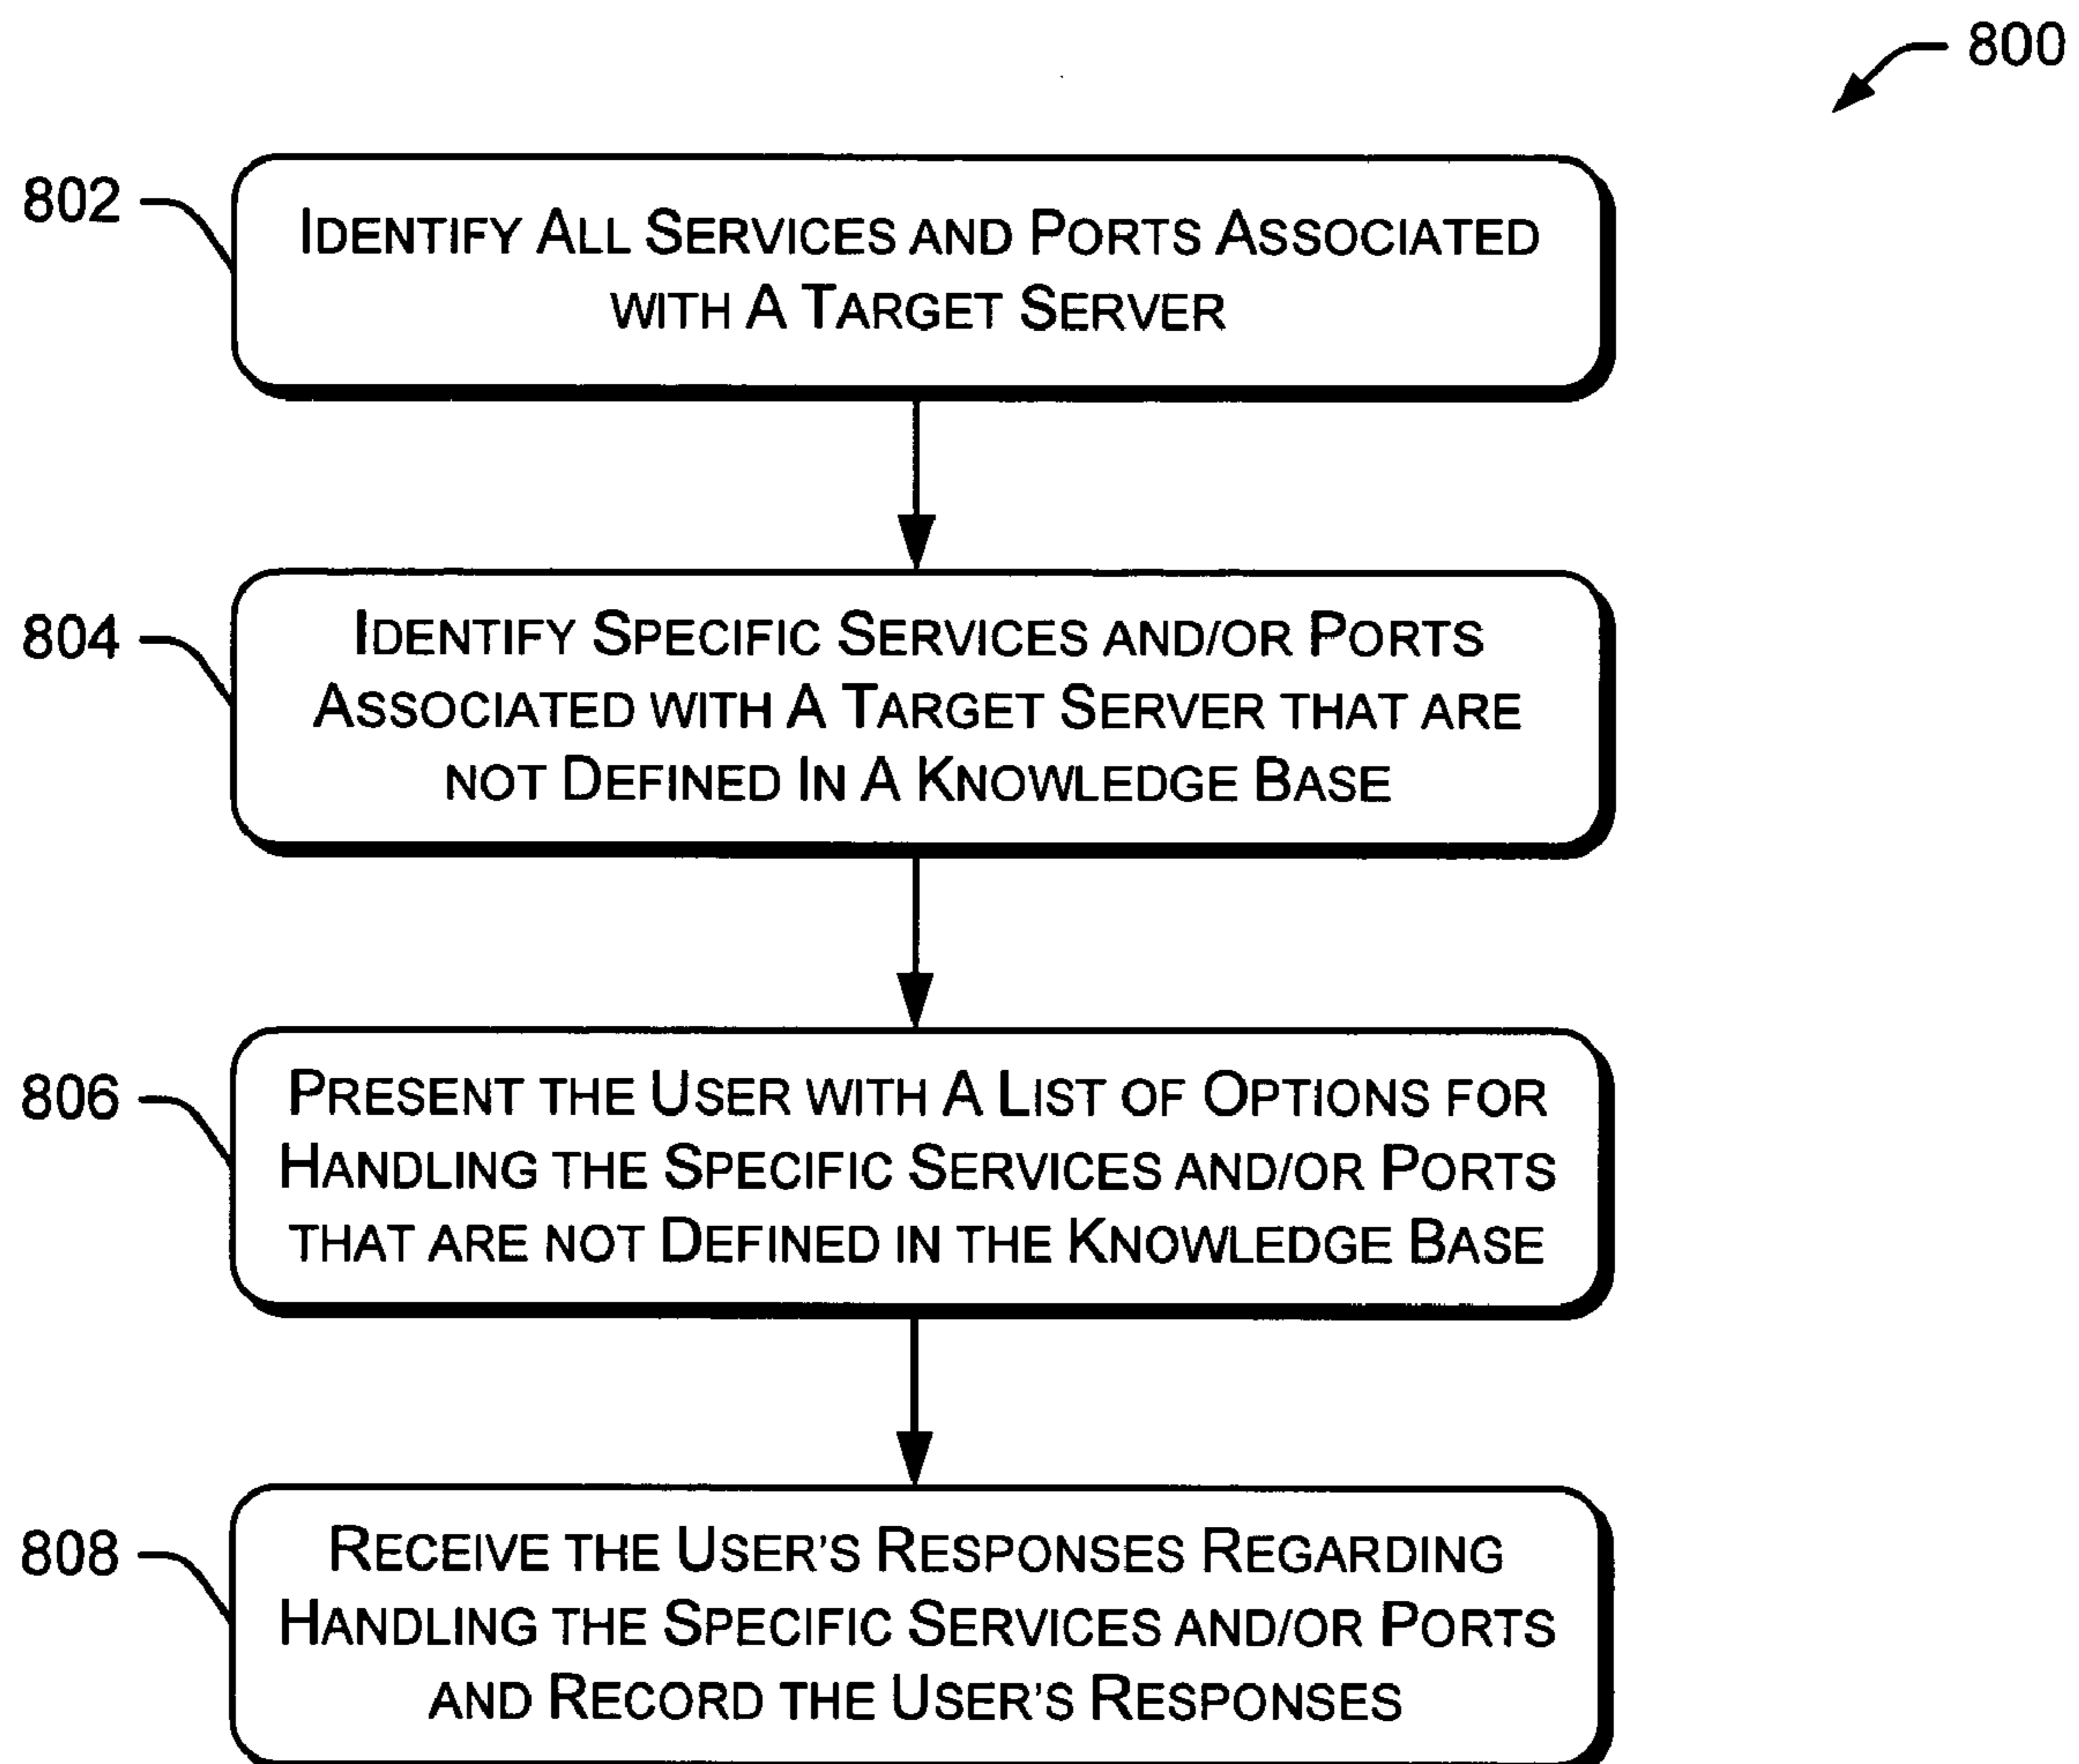 800
802
IDENTIFY ALL SERVICES AND PORTS ASSOCIATED
WITH A TARGET SERVER
804
IDENTIFY SPECIFIC SERVICES AND/OR PORTS
ASSOCIATED WITH A TARGET SERVER THAT ARE
NOT DEFINED IN A KNOWLEDGE BASE
806
PRESENT THE USER WITH A LIST OF OPTIONS FOR
HANDLING THE SPECIFIC SERVICES AND/OR PORTS
THAT ARE NOT DEFINED IN THE KNOWLEDGE BASE
808
RECEIVE THE USER'S RESPONSES REGARDING
HANDLING THE SPECIFIC SERVICES AND/OR PORTS
AND RECORD THE USER'S RESPONSES